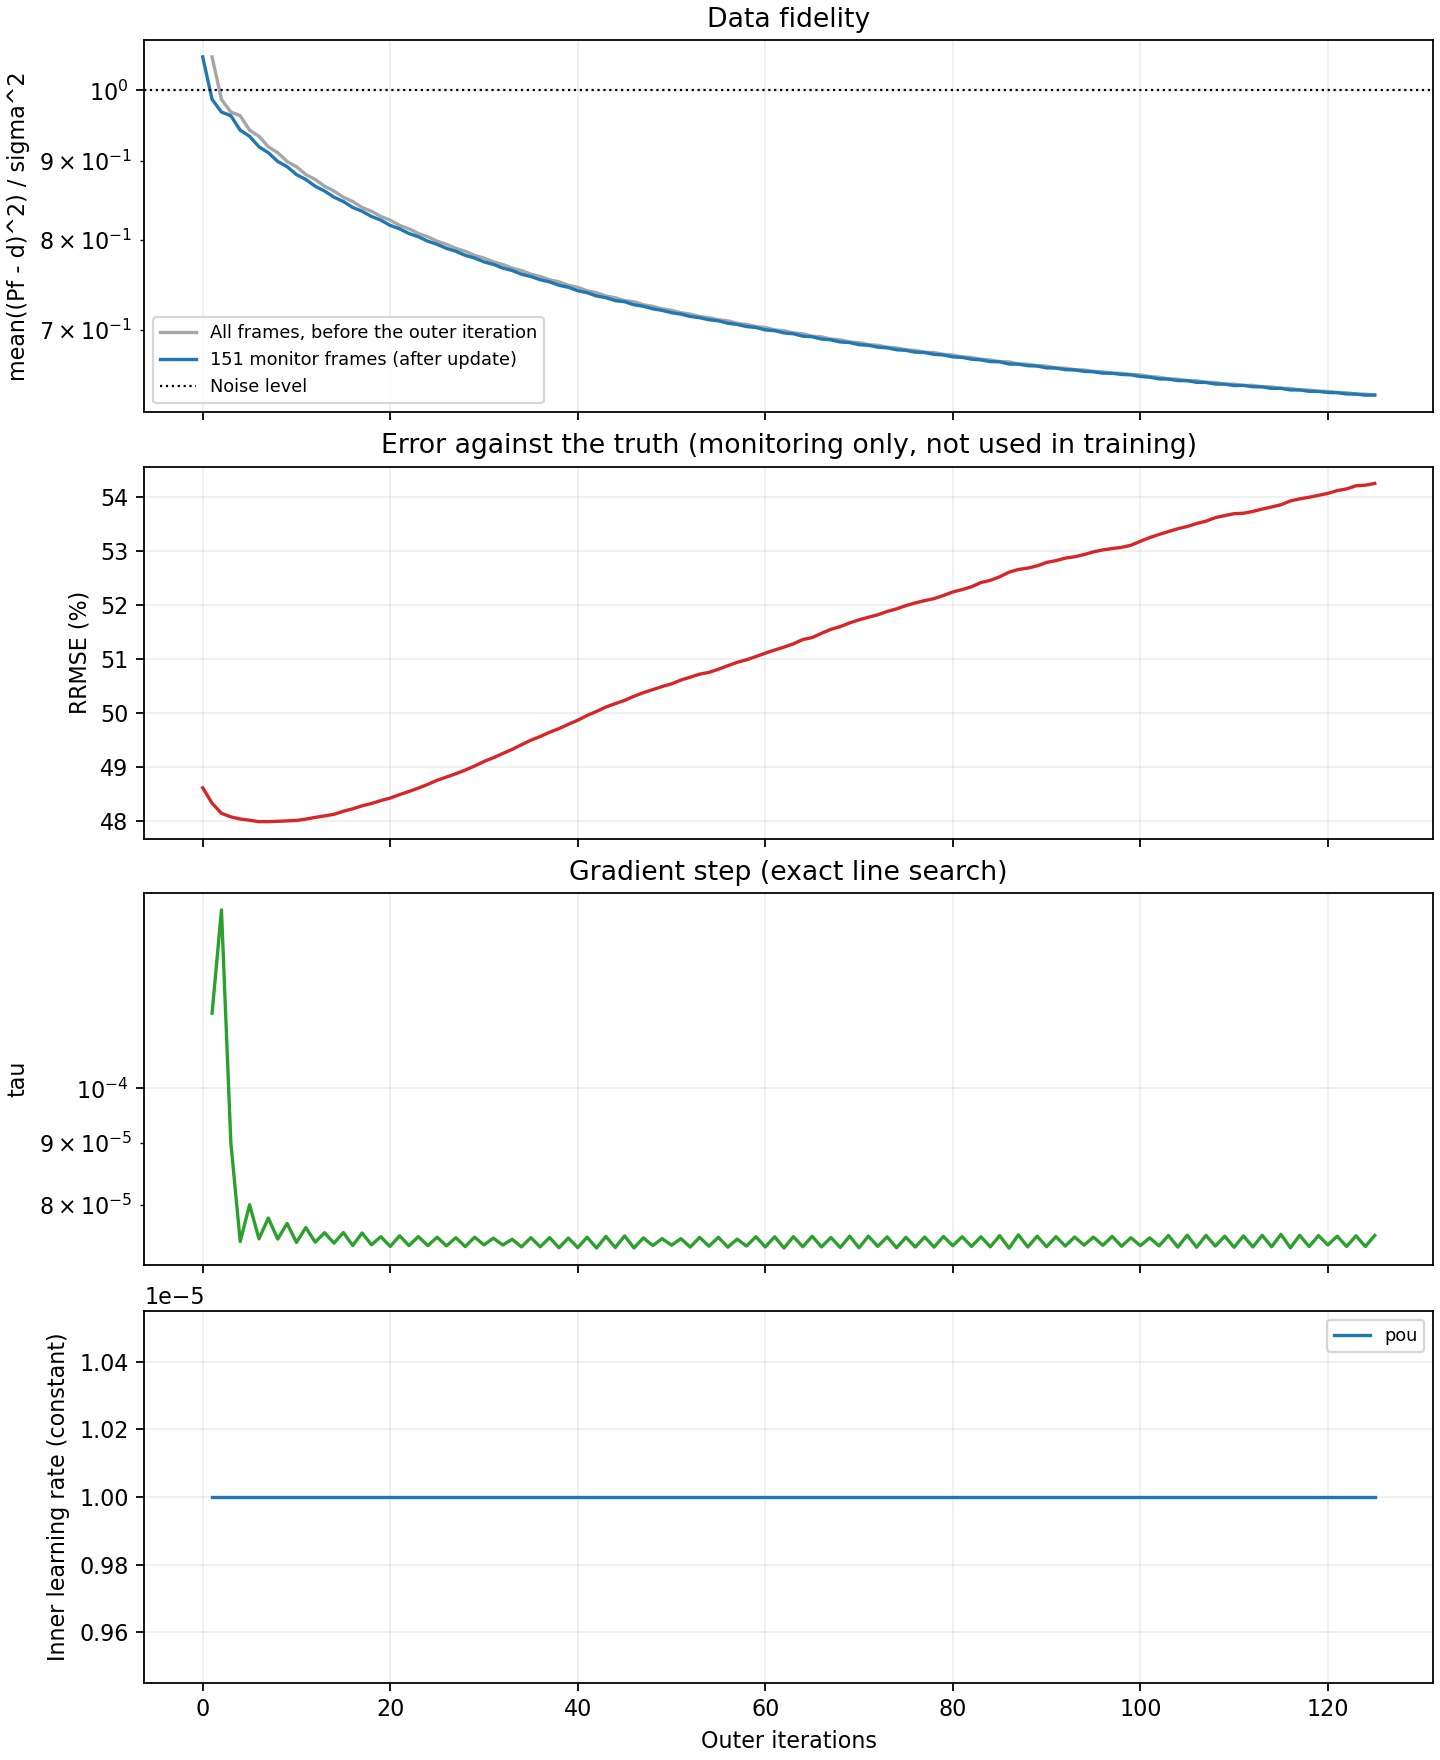 Data fidelity
mean((Pf - d)^2) / sigma^2
10^0
9 × 10^-1
8 × 10^-1
7 × 10^-1
All frames, before the outer iteration
151 monitor frames (after update)
Noise level
Error against the truth (monitoring only, not used in training)
RRMSE (%)
54
53
52
51
50
49
48
Gradient step (exact line search)
tau
10^-4
9 × 10^-5
8 × 10^-5
1e−5
Inner learning rate (constant)
pou
1.04
1.02
1.00
0.98
0.96
0 20 40 60 80 100 120
Outer iterations